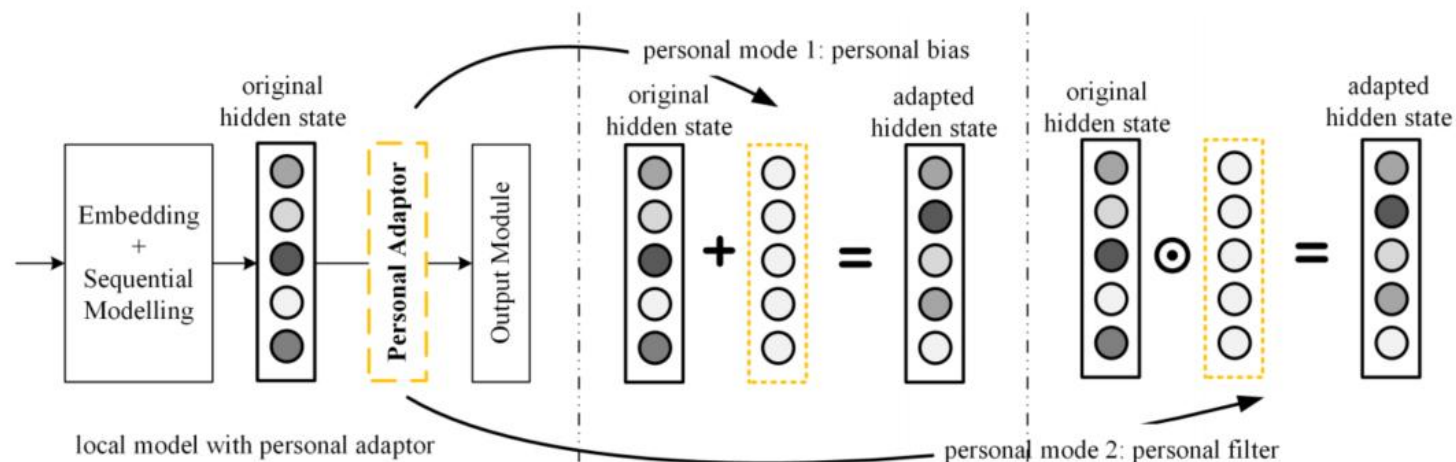 personal mode 1: personal bias
original
hidden state
Embedding
+
Sequential
Modelling
Personal Adaptor
Output Module
original
hidden state
+
=
adapted
hidden state
original
hidden state
⊙
=
adapted
hidden state
local model with personal adaptor
personal mode 2: personal filter